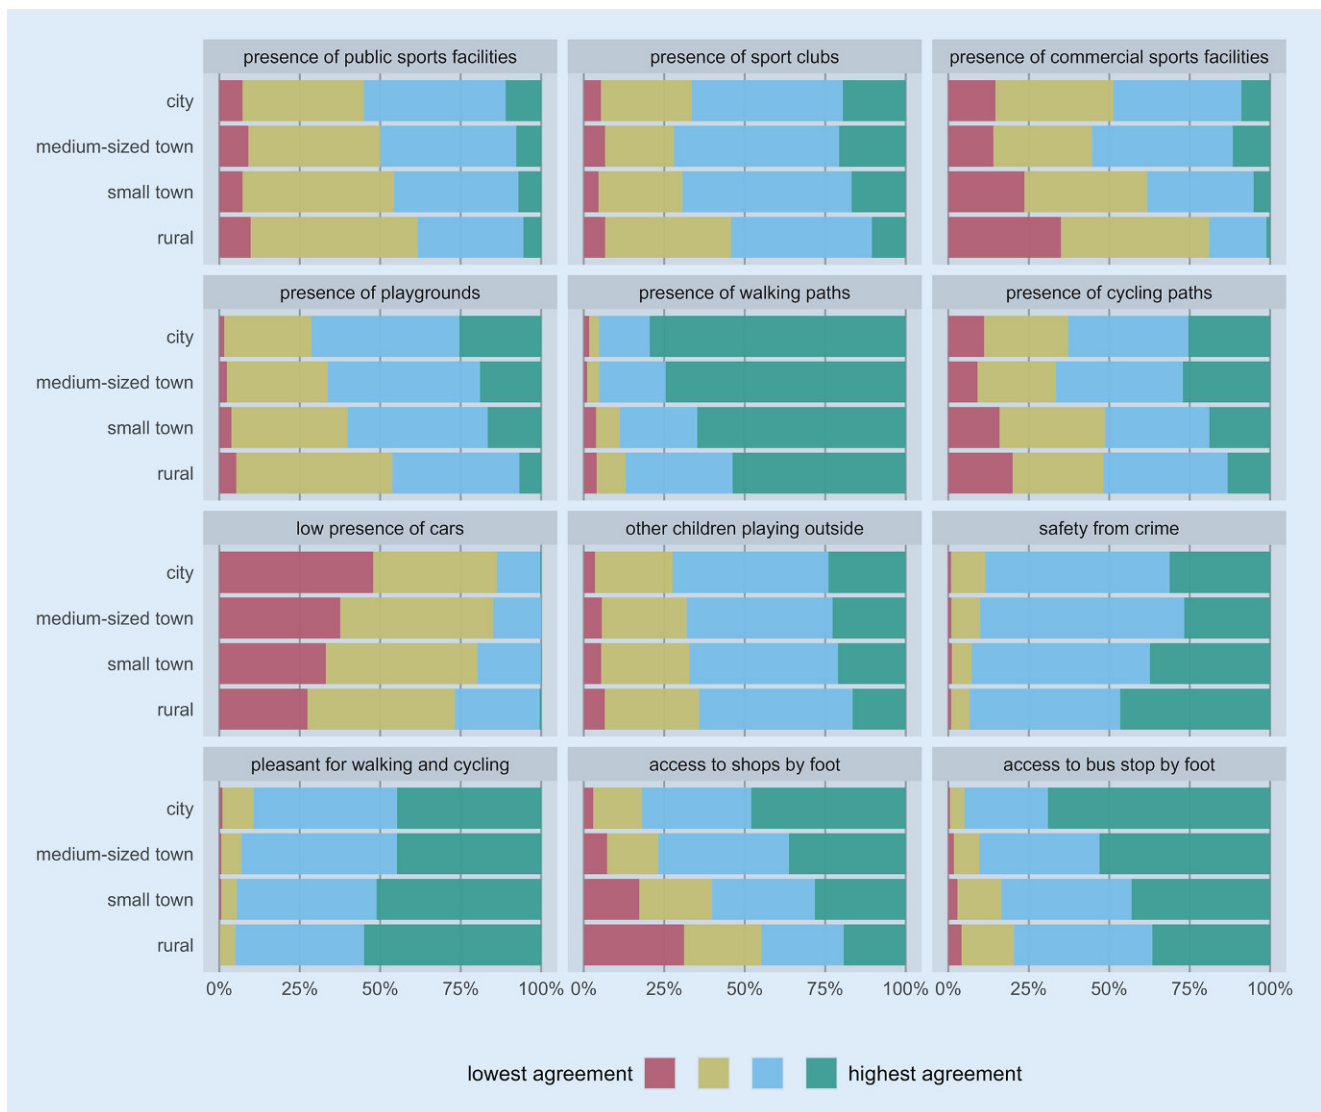 presence of public sports facilities
presence of sport clubs
presence of commercial sports facilities
city
medium-sized town
small town
rural
presence of playgrounds
presence of walking paths
presence of cycling paths
city
medium-sized town
small town
rural
low presence of cars
other children playing outside
safety from crime
city
medium-sized town
small town
rural
pleasant for walking and cycling
access to shops by foot
access to bus stop by foot
city
medium-sized town
small town
rural
0% 25% 50% 75% 100%
0% 25% 50% 75% 100%
0% 25% 50% 75% 100%
lowest agreement highest agreement